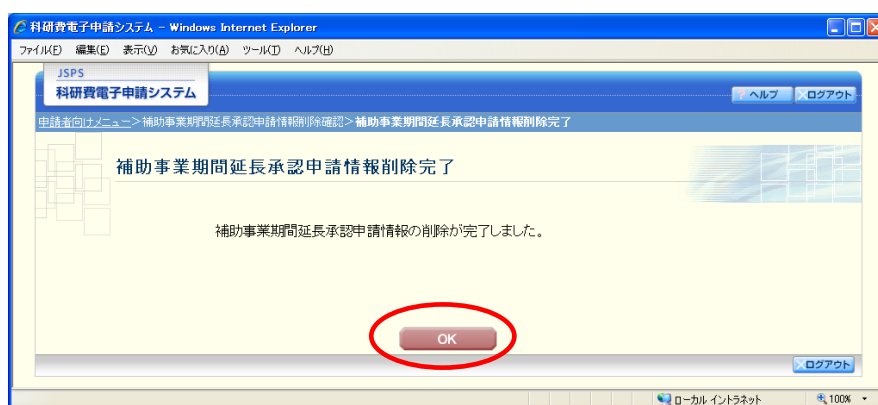 科研費電子申請システム - Windows Internet Explorer
ファイル(F) 編集(E) 表示(V) お気に入り(A) ツール(T) ヘルプ(H)
JSPS
科研費電子申請システム
? ヘルプ ×ログアウト
申請者向けメニュー>補助事業期間延長承認申請情報削除確認>補助事業期間延長承認申請情報削除完了
補助事業期間延長承認申請情報削除完了
補助事業期間延長承認申請情報の削除が完了しました。
OK
×ログアウト
ローカル イントラネット 100%